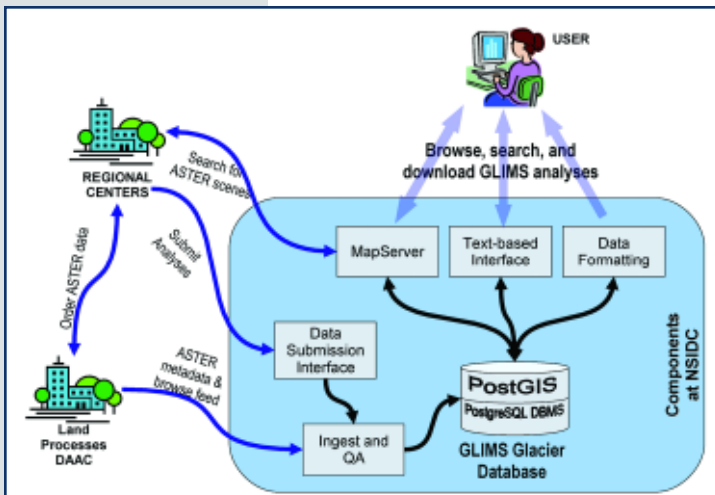 USER
Browse, search, and
download GLIMS analyses
REGIONAL
CENTERS
Search for
ASTER scenes
Submit
Analyses
Order ASTER data
MapServer
Text-based
Interface
Data
Formatting
Data
Submission
Interface
ASTER
metadata &
browse feed
Land
Processes
DAAC
Ingest and
QA
PostGIS
PostgreSQL DBMS
GLIMS Glacier
Database
Components
at NSIDC